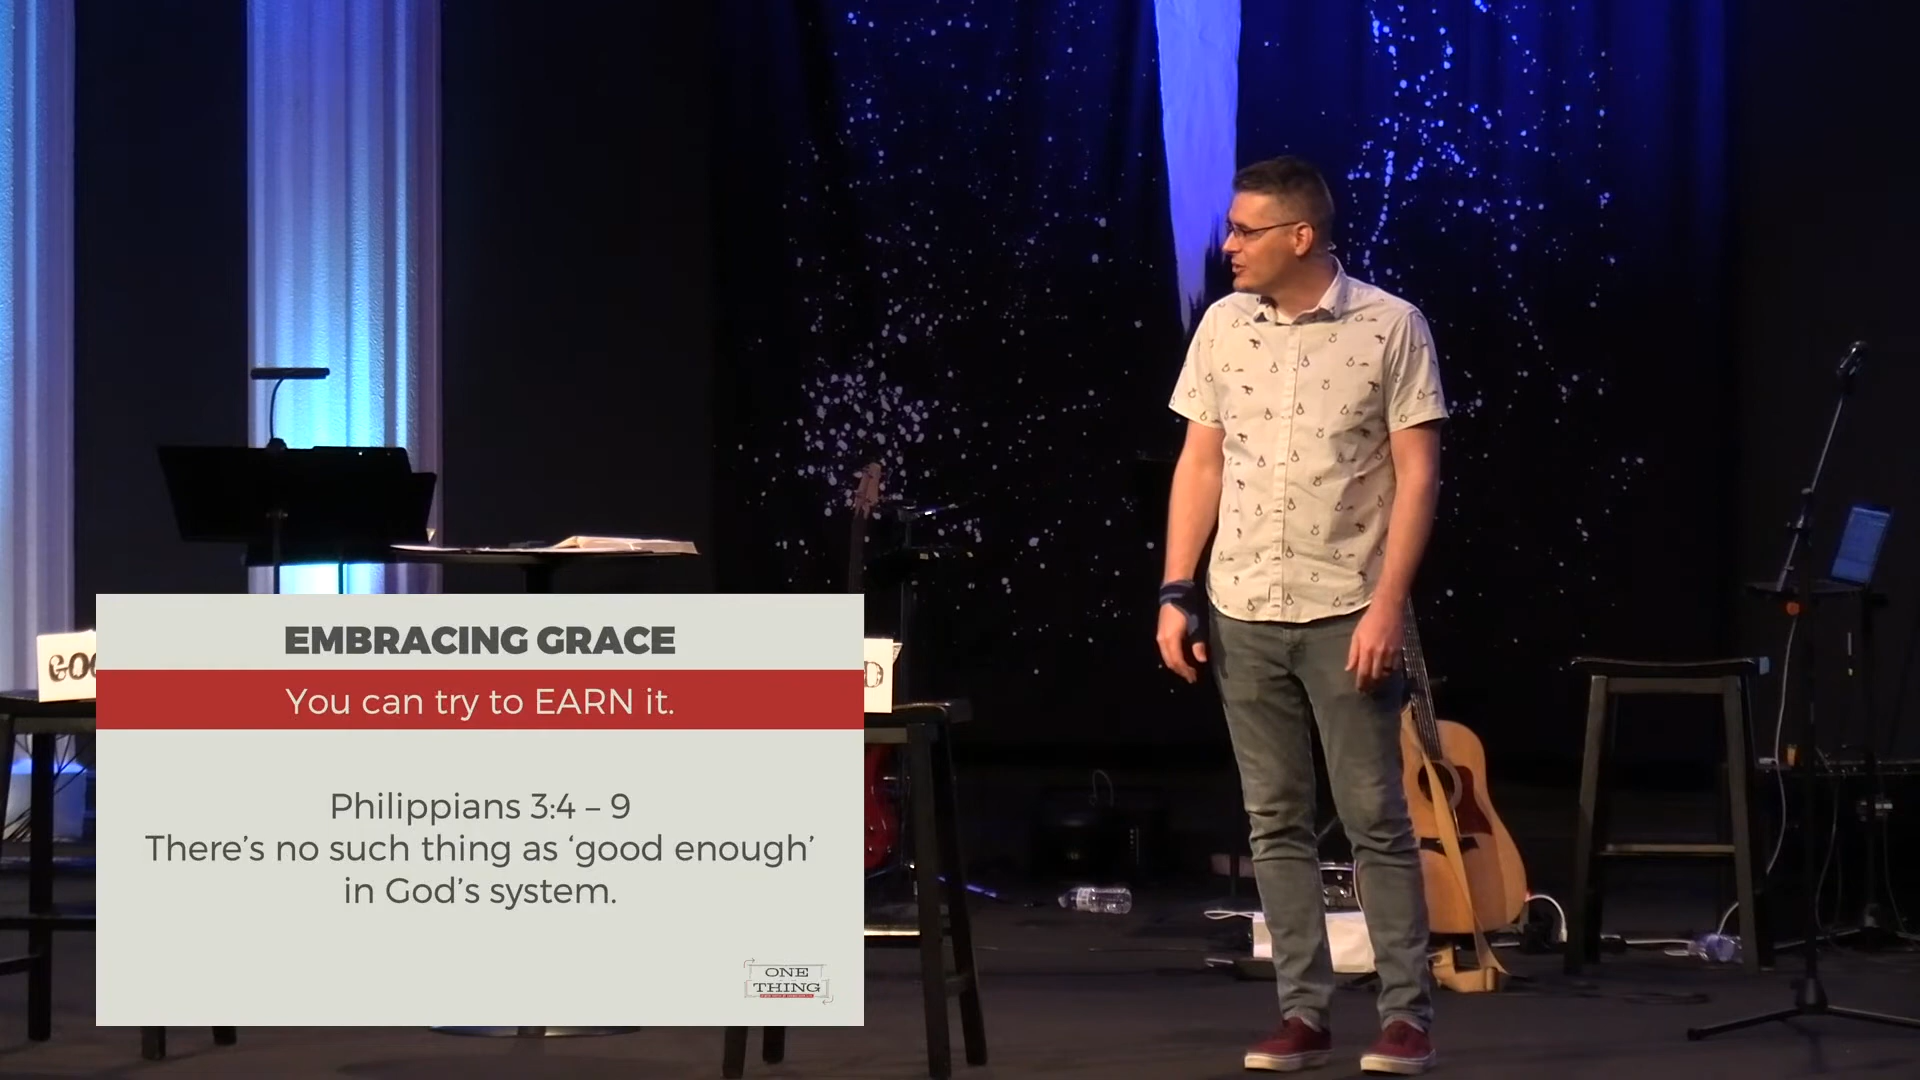 EMBRACING GRACE
You can try to EARN it.
Philippians 3:4 – 9
There's no such thing as ‘good enough’
in God's system.
ONE
THING
GOO
D